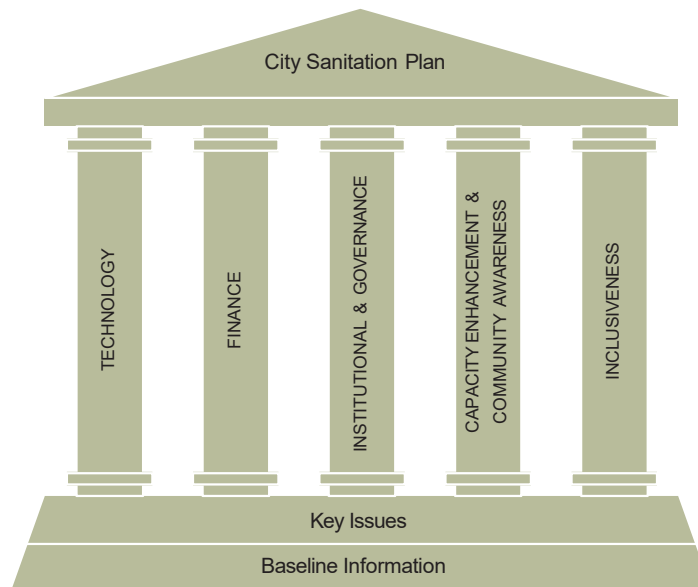 City Sanitation Plan
TECHNOLOGY
FINANCE
INSTITUTIONAL & GOVERNANCE
CAPACITY ENHANCEMENT &
COMMUNITY AWARENESS
INCLUSIVENESS
Key Issues
Baseline Information